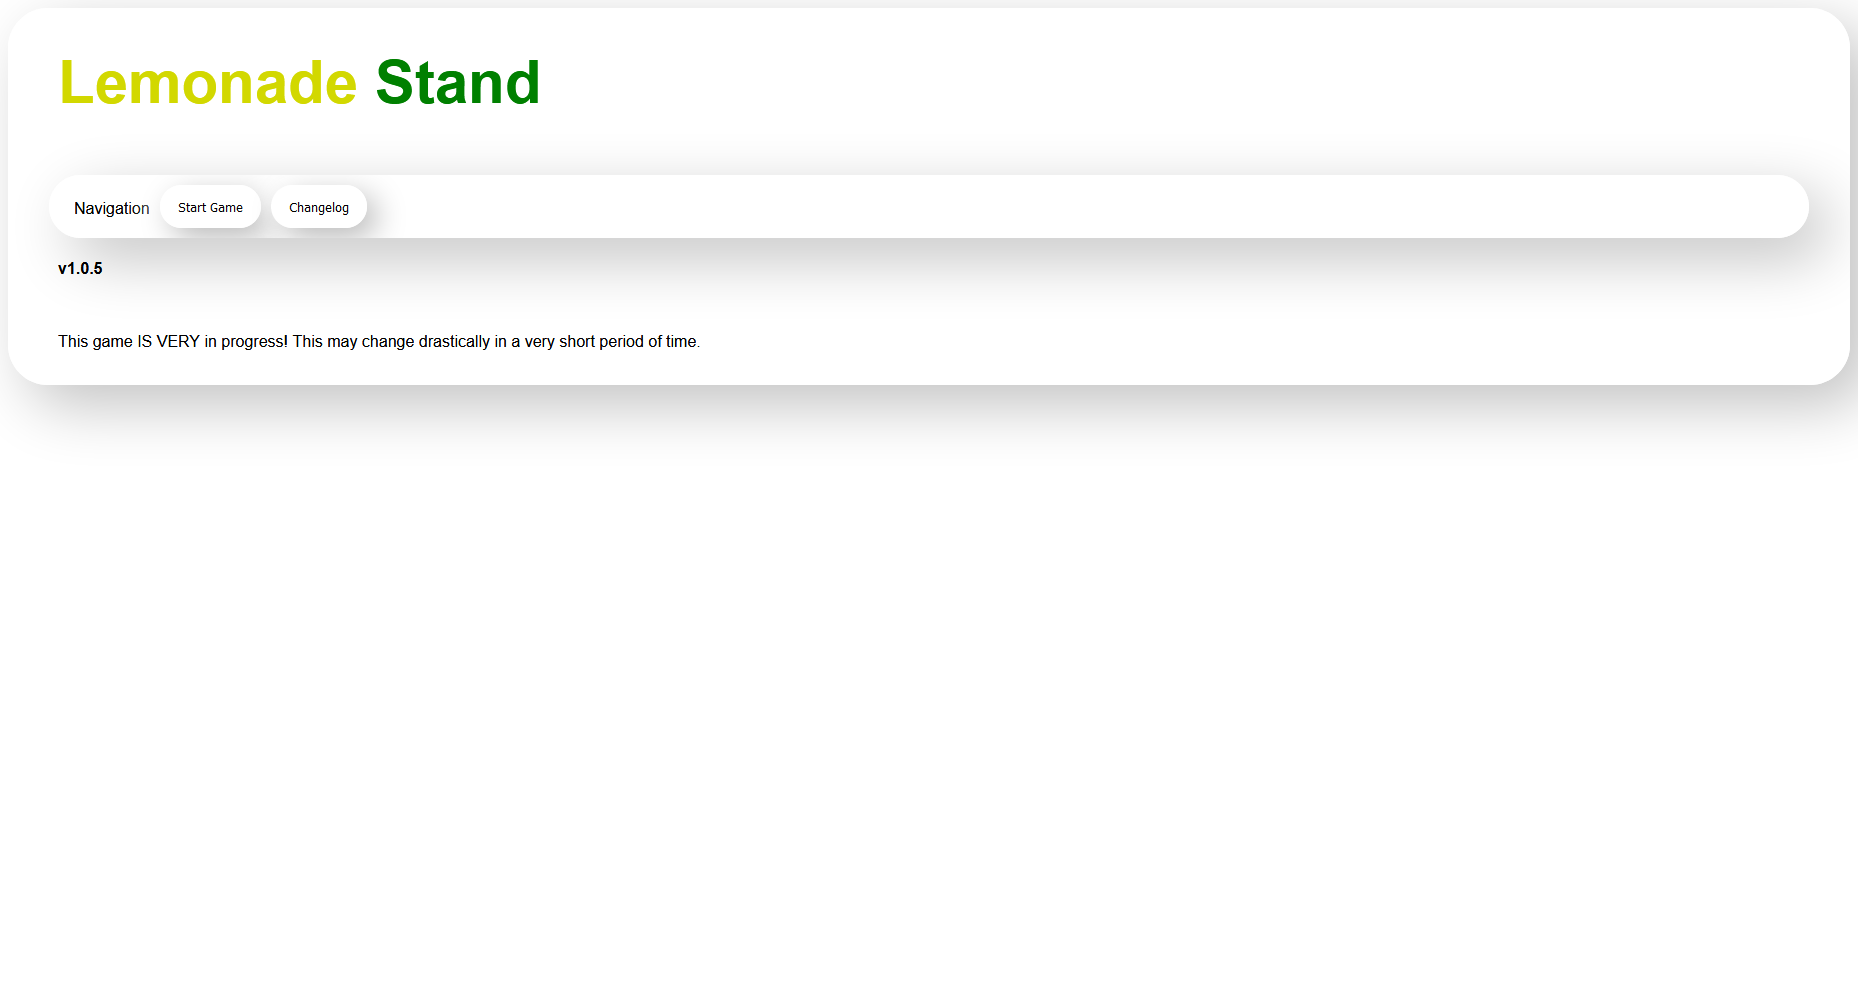 Lemonade Stand
Navigation Start Game Changelog
v1.0.5
This game IS VERY in progress! This may change drastically in a very short period of time.